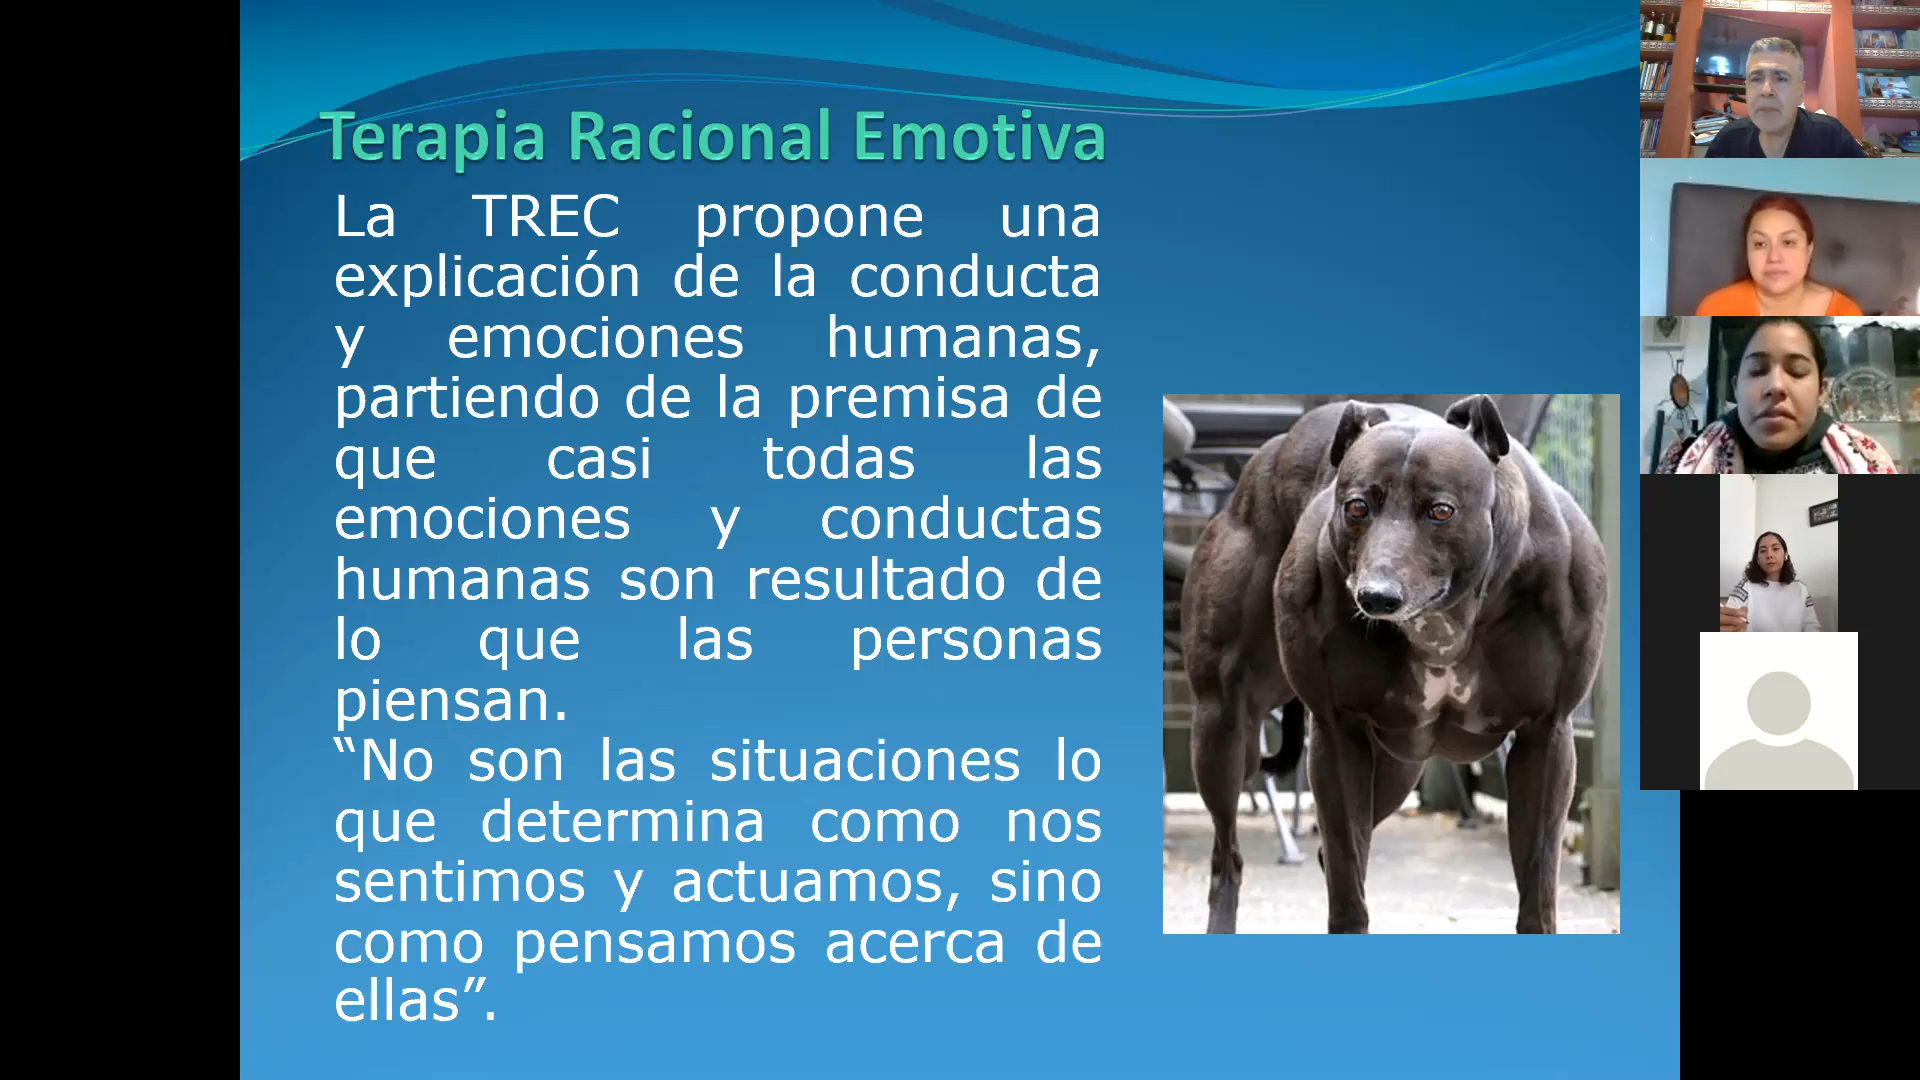 Terapia Racional Emotiva
La TREC propone una
explicación de la conducta
y emociones humanas,
partiendo de la premisa de
que casi todas las
emociones y conductas
humanas son resultado de
lo que las personas
piensan.
“No son las situaciones lo
que determina como nos
sentimos y actuamos, sino
como pensamos acerca de
ellas”.